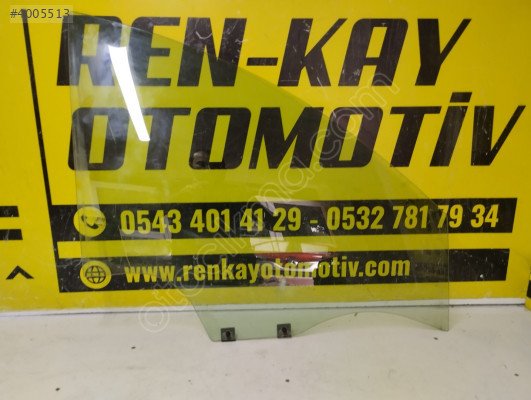 #4005513
REN-KAY
OTOMOTİV
0543 401 41 29 - 0532 781 79 34
www.renkayotomotiv.com